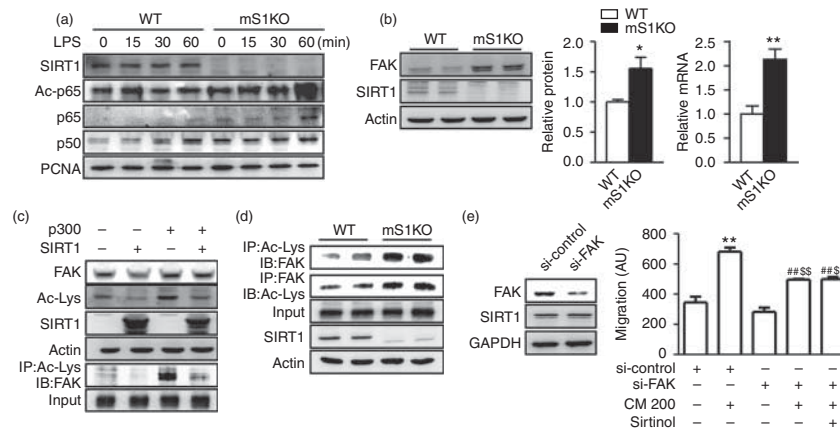 (a)
WT mS1KO
LPS 0 15 30 60 0 15 30 60 (min)
SIRT1
Ac-p65
p65
p50
PCNA
(b)
WT mS1KO
FAK
SIRT1
Actin
WT
mS1KO
Relative protein
2.0
1.5
1.0
0.5
0.0
*
WT
mS1KO
Relative mRNA
2.5
2.0
1.5
1.0
0.5
0.0
**
WT
mS1KO
(c)
p300 – – + +
SIRT1 – + – +
FAK
Ac-Lys
SIRT1
Actin
IP:Ac-Lys
IB:FAK
Input
(d)
WT mS1KO
IP:Ac-Lys
IB:FAK
IP:FAK
IB:Ac-Lys
Input
SIRT1
Actin
(e)
si-control
si-FAK
FAK
SIRT1
GAPDH
Migration (AU)
800
600
400
200
0
**
##$$
##$
si-control + +
si-FAK + + +
CM 200 + + +
Sirtinol +